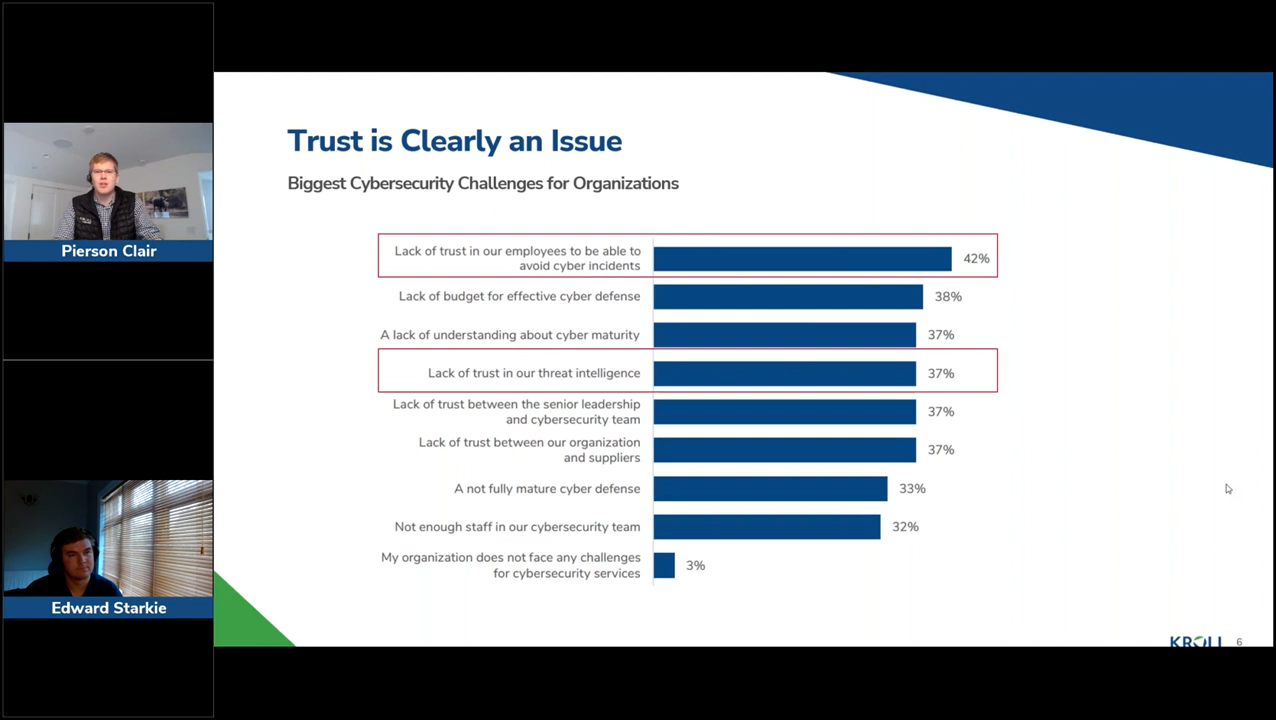 Trust is Clearly an Issue
Biggest Cybersecurity Challenges for Organizations
Lack of trust in our employees to be able to
avoid cyber incidents
42%
Lack of budget for effective cyber defense
38%
A lack of understanding about cyber maturity
37%
Lack of trust in our threat intelligence
37%
Lack of trust between the senior leadership
and cybersecurity team
37%
Lack of trust between our organization
and suppliers
37%
A not fully mature cyber defense
33%
Not enough staff in our cybersecurity team
32%
My organization does not face any challenges
for cybersecurity services
3%
Pierson Clair
Edward Starkie
KROLL
6